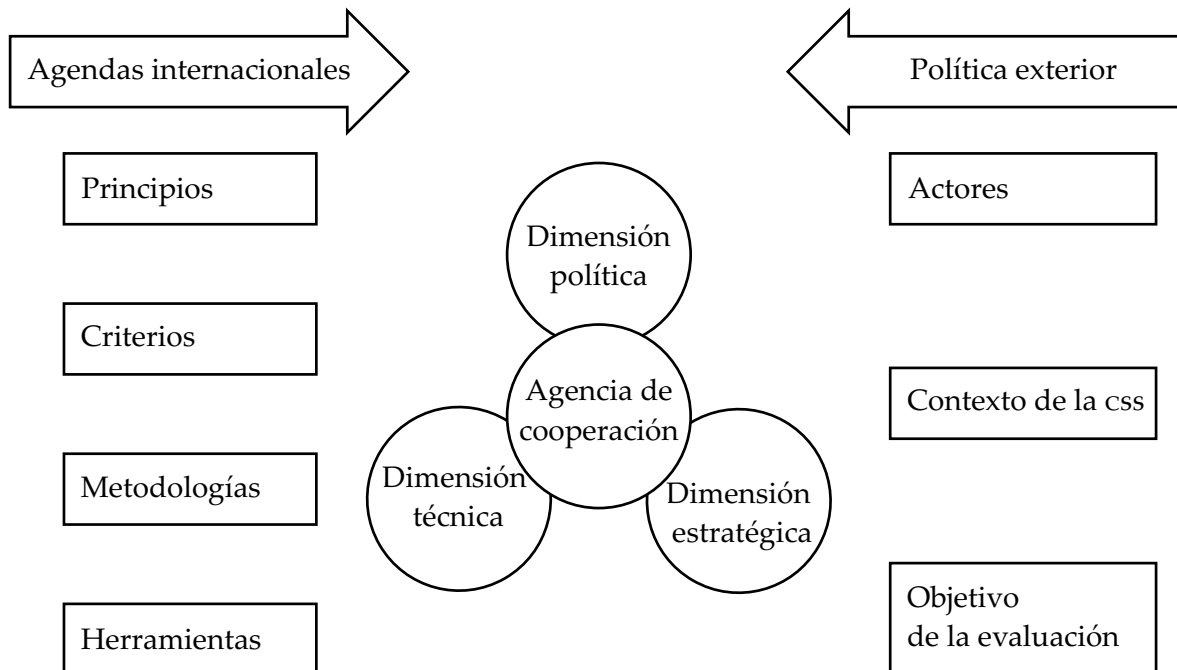 Agendas internacionales
Política exterior
Principios
Criterios
Metodologías
Herramientas
Dimensión
política
Agencia de
cooperación
Dimensión
técnica
Dimensión
estratégica
Actores
Contexto de la css
Objetivo
de la evaluación